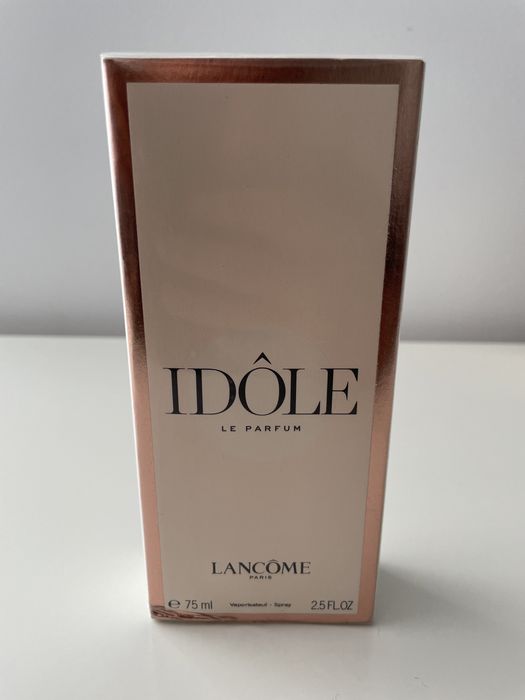 IDÔLE
LE PARFUM
LANCÔME
PARIS
℮ 75 ml Vaporisateur - Spray 2.5 FL.OZ